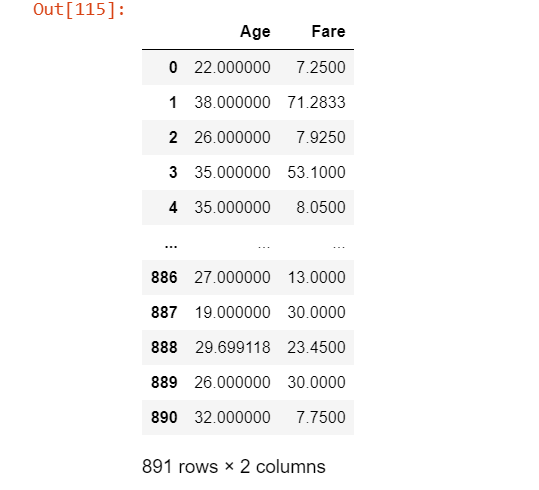 Out[115]:
Age Fare
0 22.000000 7.2500
1 38.000000 71.2833
2 26.000000 7.9250
3 35.000000 53.1000
4 35.000000 8.0500
... ... ...
886 27.000000 13.0000
887 19.000000 30.0000
888 29.699118 23.4500
889 26.000000 30.0000
890 32.000000 7.7500
891 rows × 2 columns